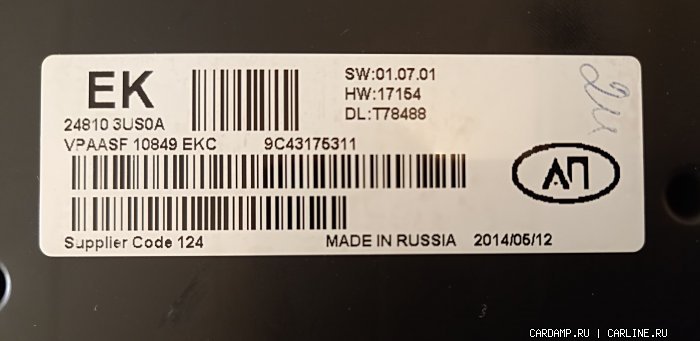 EK
SW:01.07.01
HW:17154
DL:T78488
24810 3US0A
VPAASF 10849 EKC 9C43175311
Supplier Code 124 MADE IN RUSSIA 2014/05/12
CARDAMP.RU | CARLINE.RU